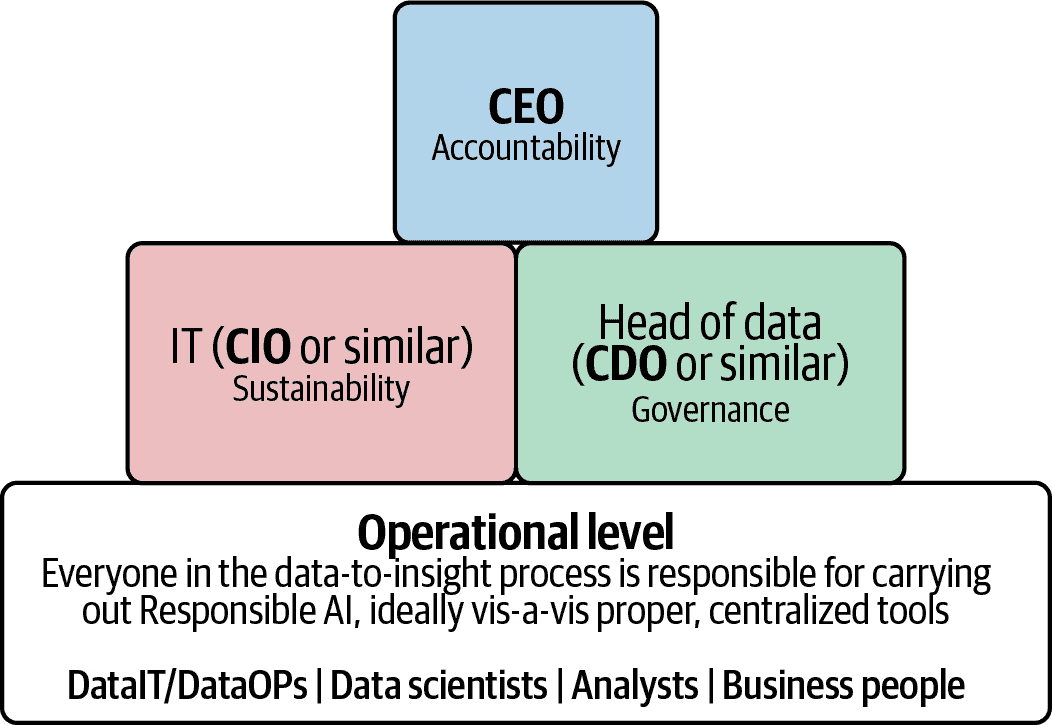 CEO
Accountability
IT (CIO or similar)
Sustainability
Head of data
(CDO or similar)
Governance
Operational level
Everyone in the data-to-insight process is responsible for carrying
out Responsible AI, ideally vis-a-vis proper, centralized tools
DataIT/DataOPs | Data scientists | Analysts | Business people